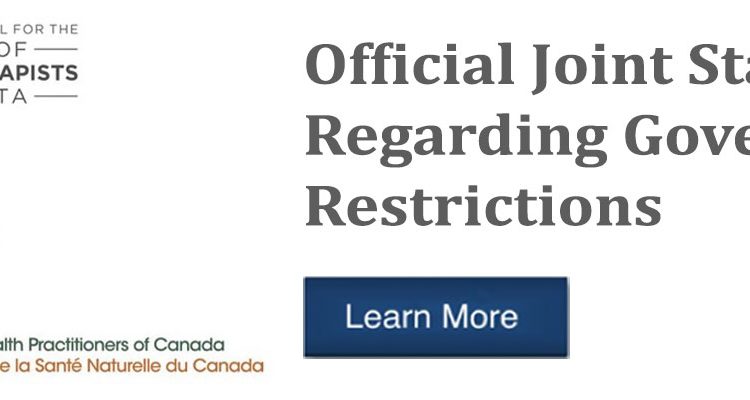 L FOR THE
OF
APISTS
TA
Official Joint Sta
Regarding Gove
Restrictions
Learn More
alth Practitioners of Canada
e la Santé Naturelle du Canada